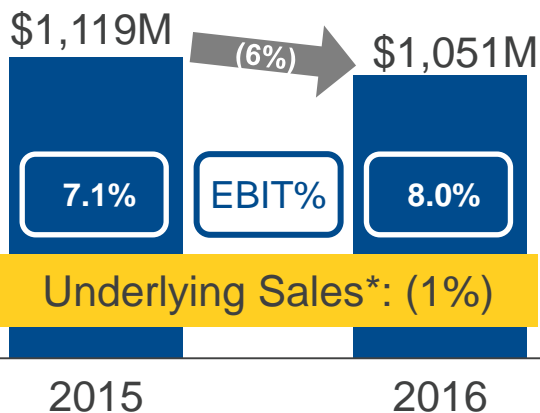 $1,119M
(6%)
$1,051M
7.1%
EBIT%
8.0%
Underlying Sales*: (1%)
2015
2016